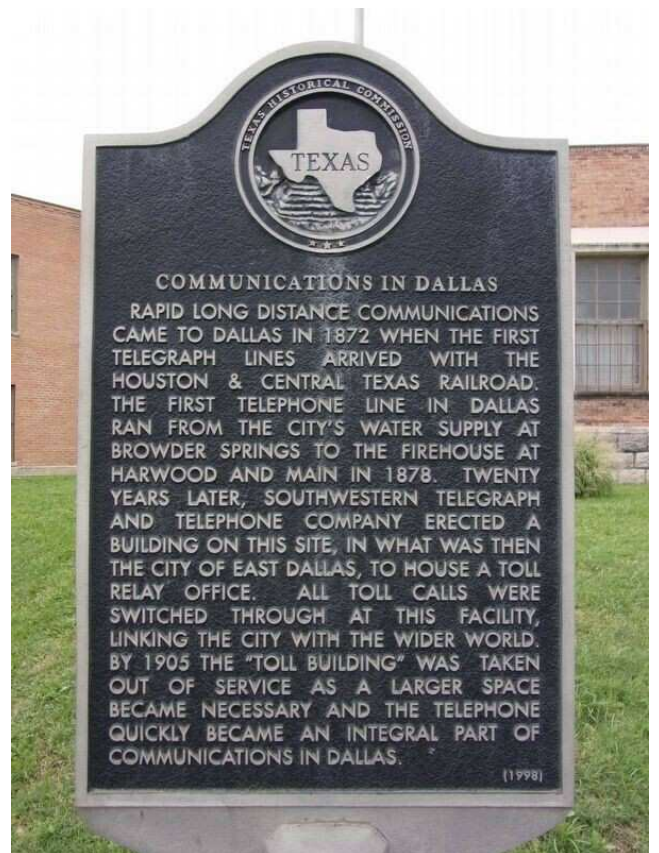 TEXAS HISTORICAL COMMISSION
TEXAS
COMMUNICATIONS IN DALLAS
RAPID LONG DISTANCE COMMUNICATIONS
CAME TO DALLAS IN 1872 WHEN THE FIRST
TELEGRAPH LINES ARRIVED WITH THE
HOUSTON & CENTRAL TEXAS RAILROAD.
THE FIRST TELEPHONE LINE IN DALLAS
RAN FROM THE CITY'S WATER SUPPLY AT
BROWDER SPRINGS TO THE FIREHOUSE AT
HARWOOD AND MAIN IN 1878. TWENTY
YEARS LATER, SOUTHWESTERN TELEGRAPH
AND TELEPHONE COMPANY ERECTED A
BUILDING ON THIS SITE, IN WHAT WAS THEN
THE CITY OF EAST DALLAS, TO HOUSE A TOLL
RELAY OFFICE. ALL TOLL CALLS WERE
SWITCHED THROUGH AT THIS FACILITY,
LINKING THE CITY WITH THE WIDER WORLD.
BY 1905 THE "TOLL BUILDING" WAS TAKEN
OUT OF SERVICE AS A LARGER SPACE
BECAME NECESSARY AND THE TELEPHONE
QUICKLY BECAME AN INTEGRAL PART OF
COMMUNICATIONS IN DALLAS.
(1998)